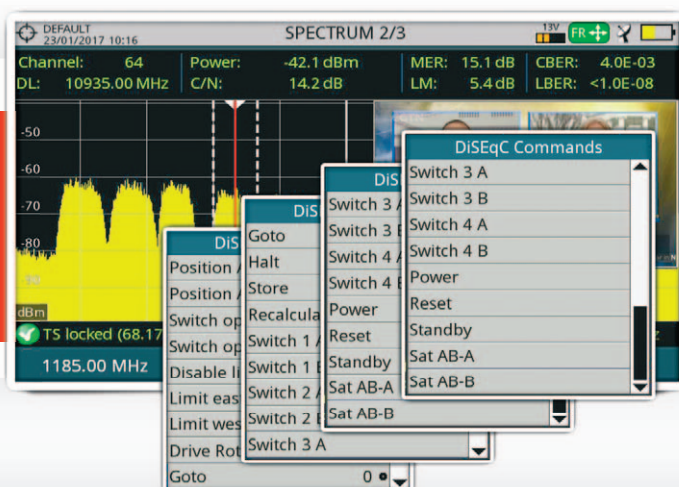 DEFAULT
23/01/2017 10:16
SPECTRUM 2/3
13V
FR
Channel: 64
Power: -42.1 dBm
MER: 15.1 dB
CBER: 4.0E-03
DL: 10935.00 MHz
C/N: 14.2 dB
LM: 5.4 dB
LBER: <1.0E-08
-50
-60
-70
-80
-90
dBm
TS locked (68.17
1185.00 MHz
DiS
Position
Position
Switch op
Switch op
Disable li
Limit eas
Limit wes
Drive Rot
Goto 0
DiS
Goto
Halt
Store
Recalcula
Switch 1
Switch 1
Switch 2
Switch 2
Switch 3 A
DiS
Switch 3
Switch 3
Switch 4
Switch 4
Power
Reset
Standby
Sat AB-A
Sat AB-B
DiSEqC Commands
Switch 3 A
Switch 3 B
Switch 4 A
Switch 4 B
Power
Reset
Standby
Sat AB-A
Sat AB-B